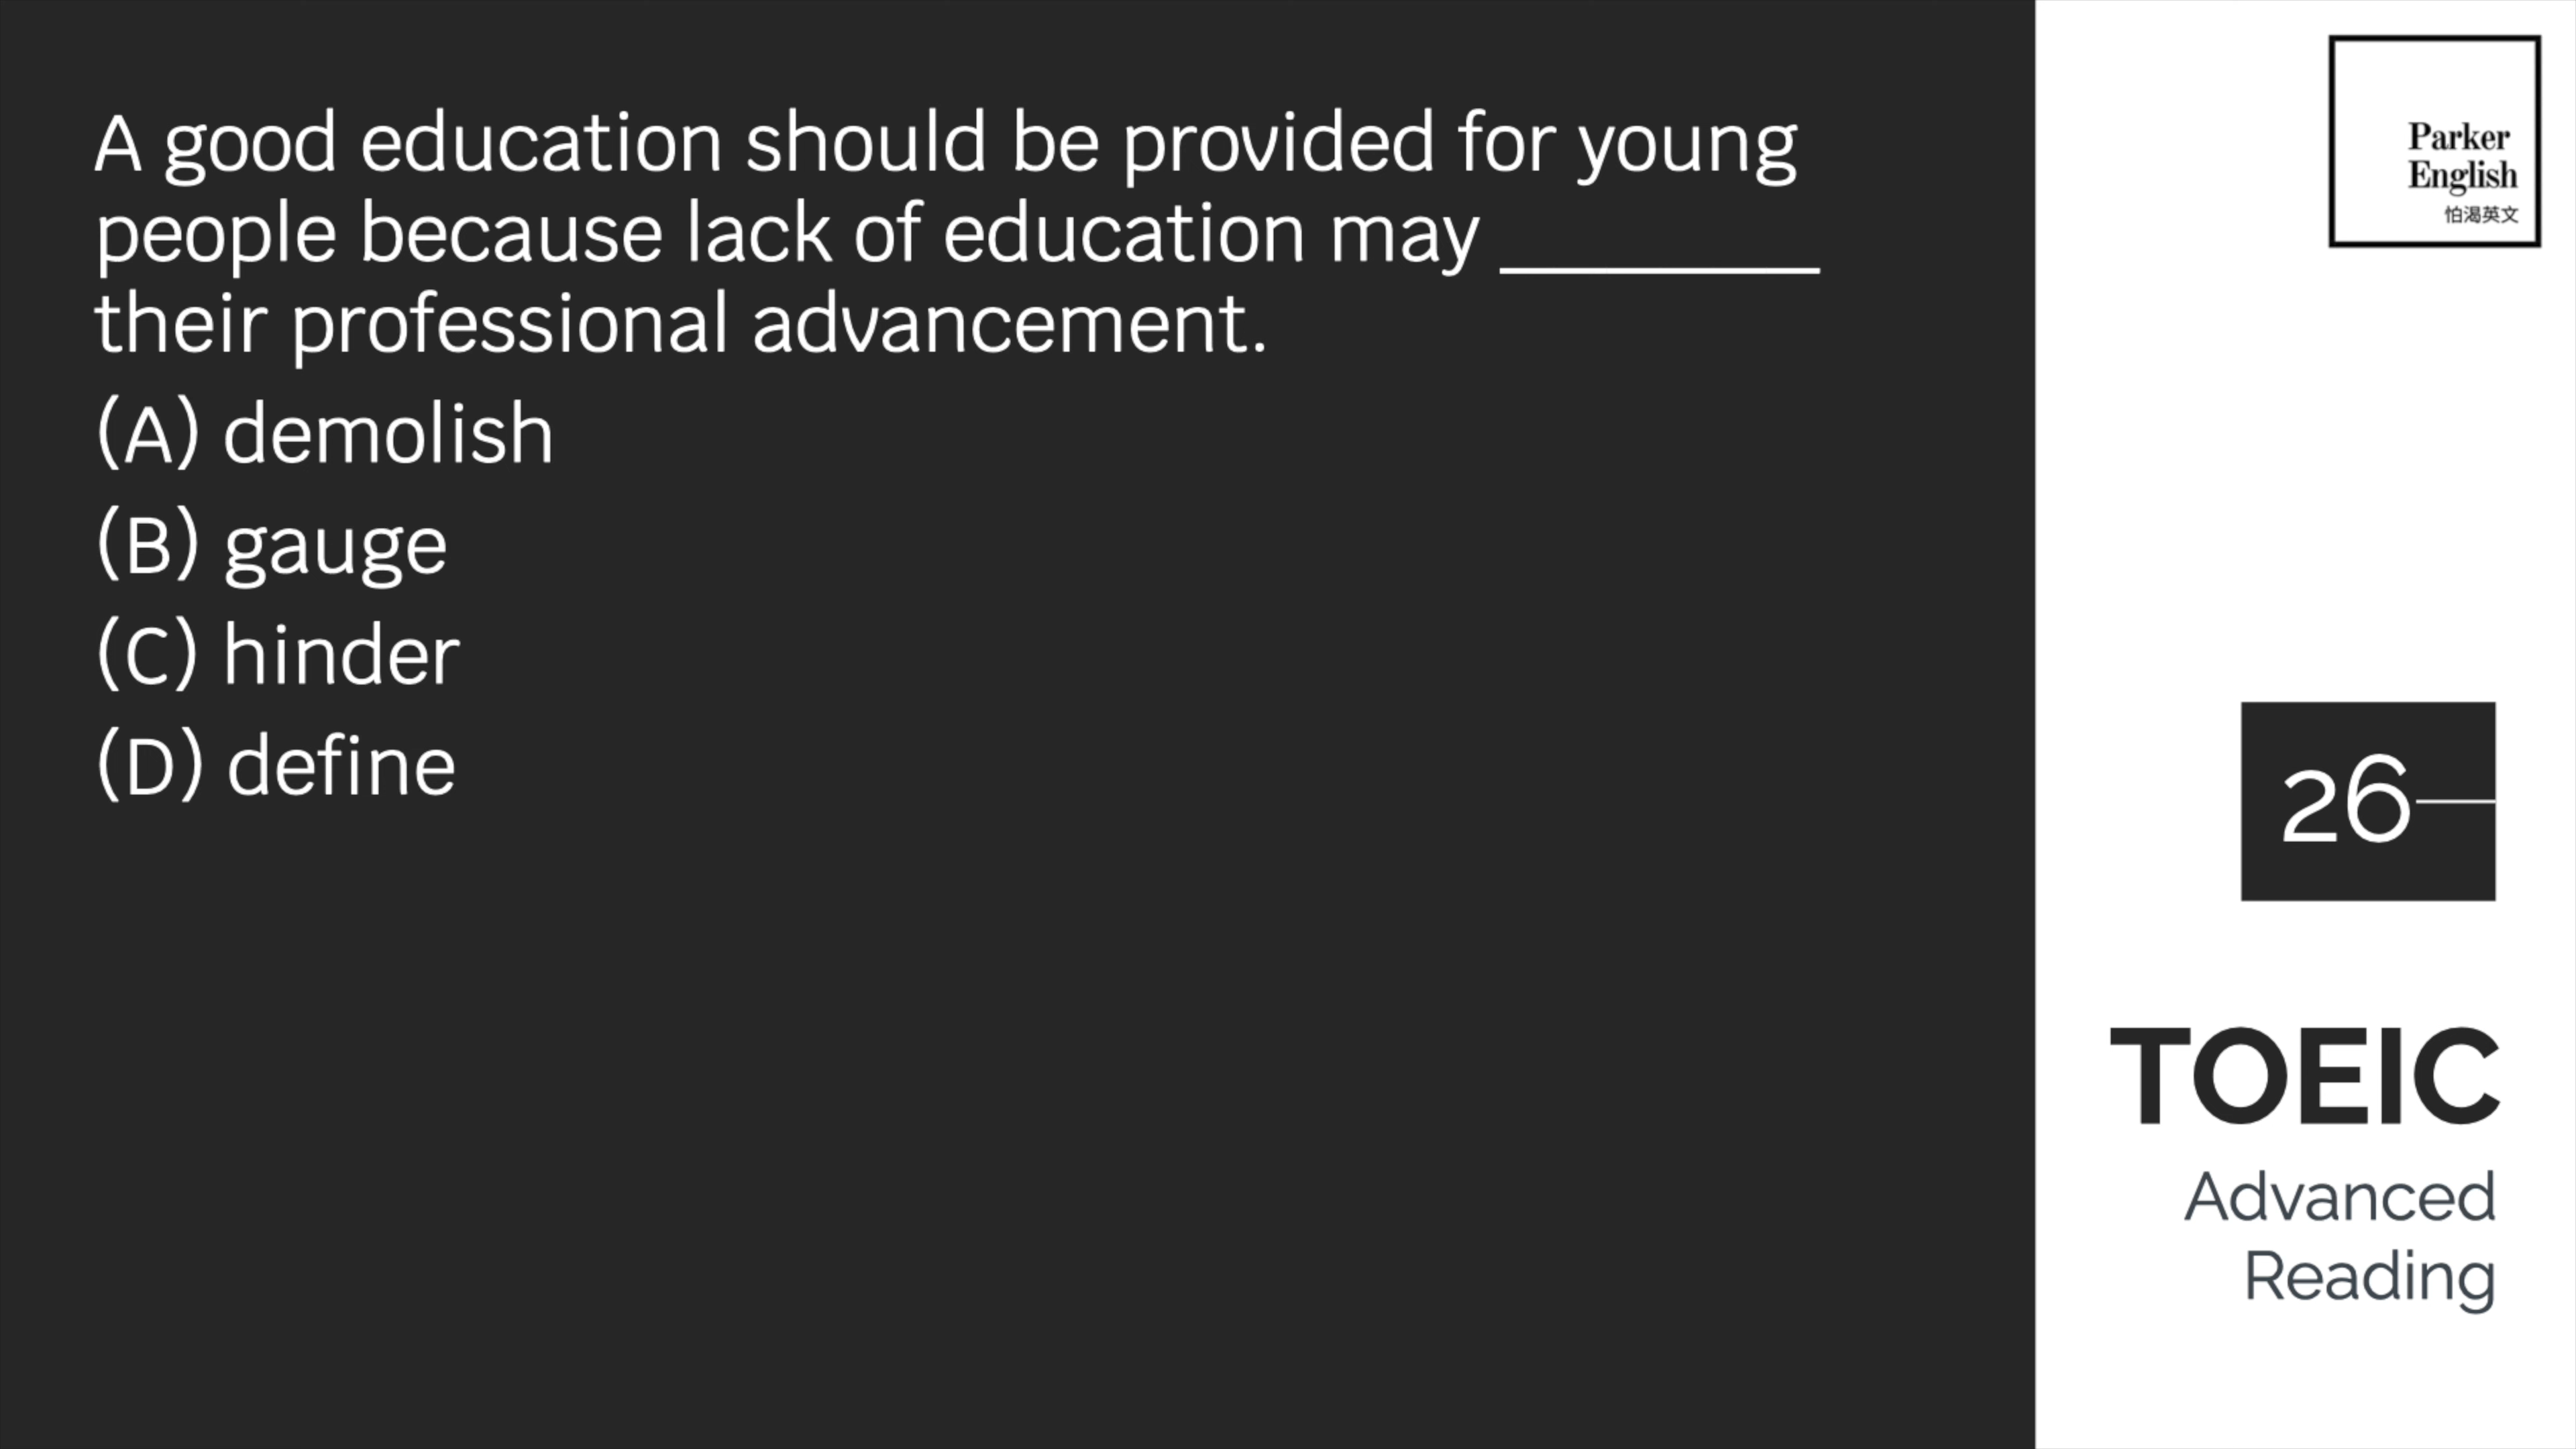 A good education should be provided for young
people because lack of education may ________
their professional advancement.
(A) demolish
(B) gauge
(C) hinder
(D) define
Parker
English
怕渴英文
26
TOEIC
Advanced
Reading